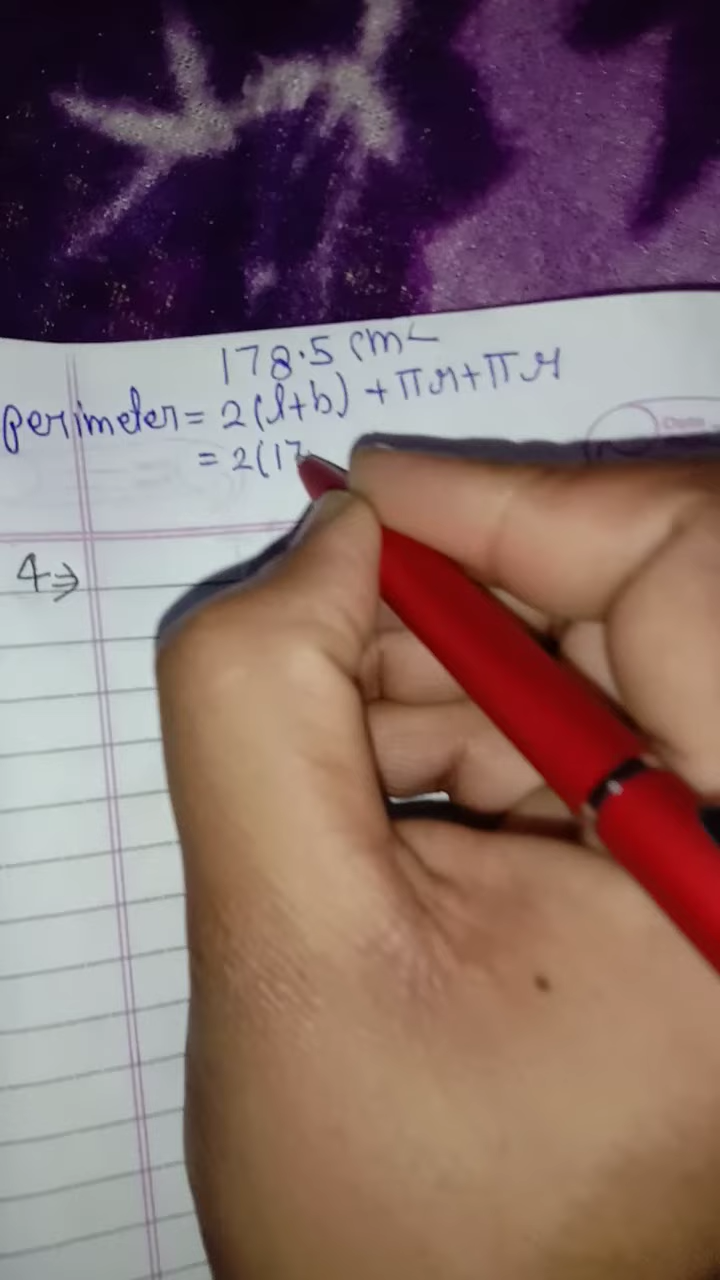 178.5 cm²
perimeter = 2(l+b) + πr + πr
= 2(17
4⇒